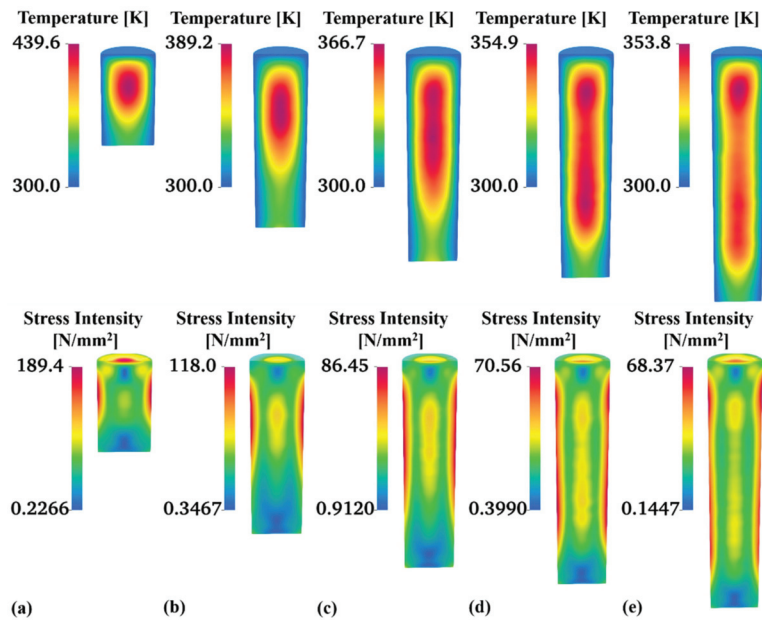 Temperature [K] Temperature [K] Temperature [K] Temperature [K] Temperature [K]
439.6 389.2 366.7 354.9 353.8
300.0 300.0 300.0 300.0 300.0
Stress Intensity Stress Intensity Stress Intensity Stress Intensity Stress Intensity
[N/mm²] [N/mm²] [N/mm²] [N/mm²] [N/mm²]
189.4 118.0 86.45 70.56 68.37
0.2266 0.3467 0.9120 0.3990 0.1447
(a) (b) (c) (d) (e)